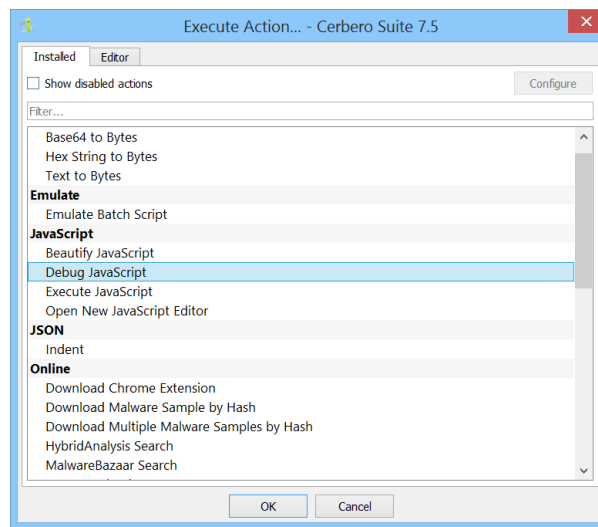 Execute Action... - Cerbero Suite 7.5
Installed Editor
Show disabled actions Configure
Filter...
Base64 to Bytes
Hex String to Bytes
Text to Bytes
Emulate
Emulate Batch Script
JavaScript
Beautify JavaScript
Debug JavaScript
Execute JavaScript
Open New JavaScript Editor
JSON
Indent
Online
Download Chrome Extension
Download Malware Sample by Hash
Download Multiple Malware Samples by Hash
HybridAnalysis Search
MalwareBazaar Search
OK Cancel